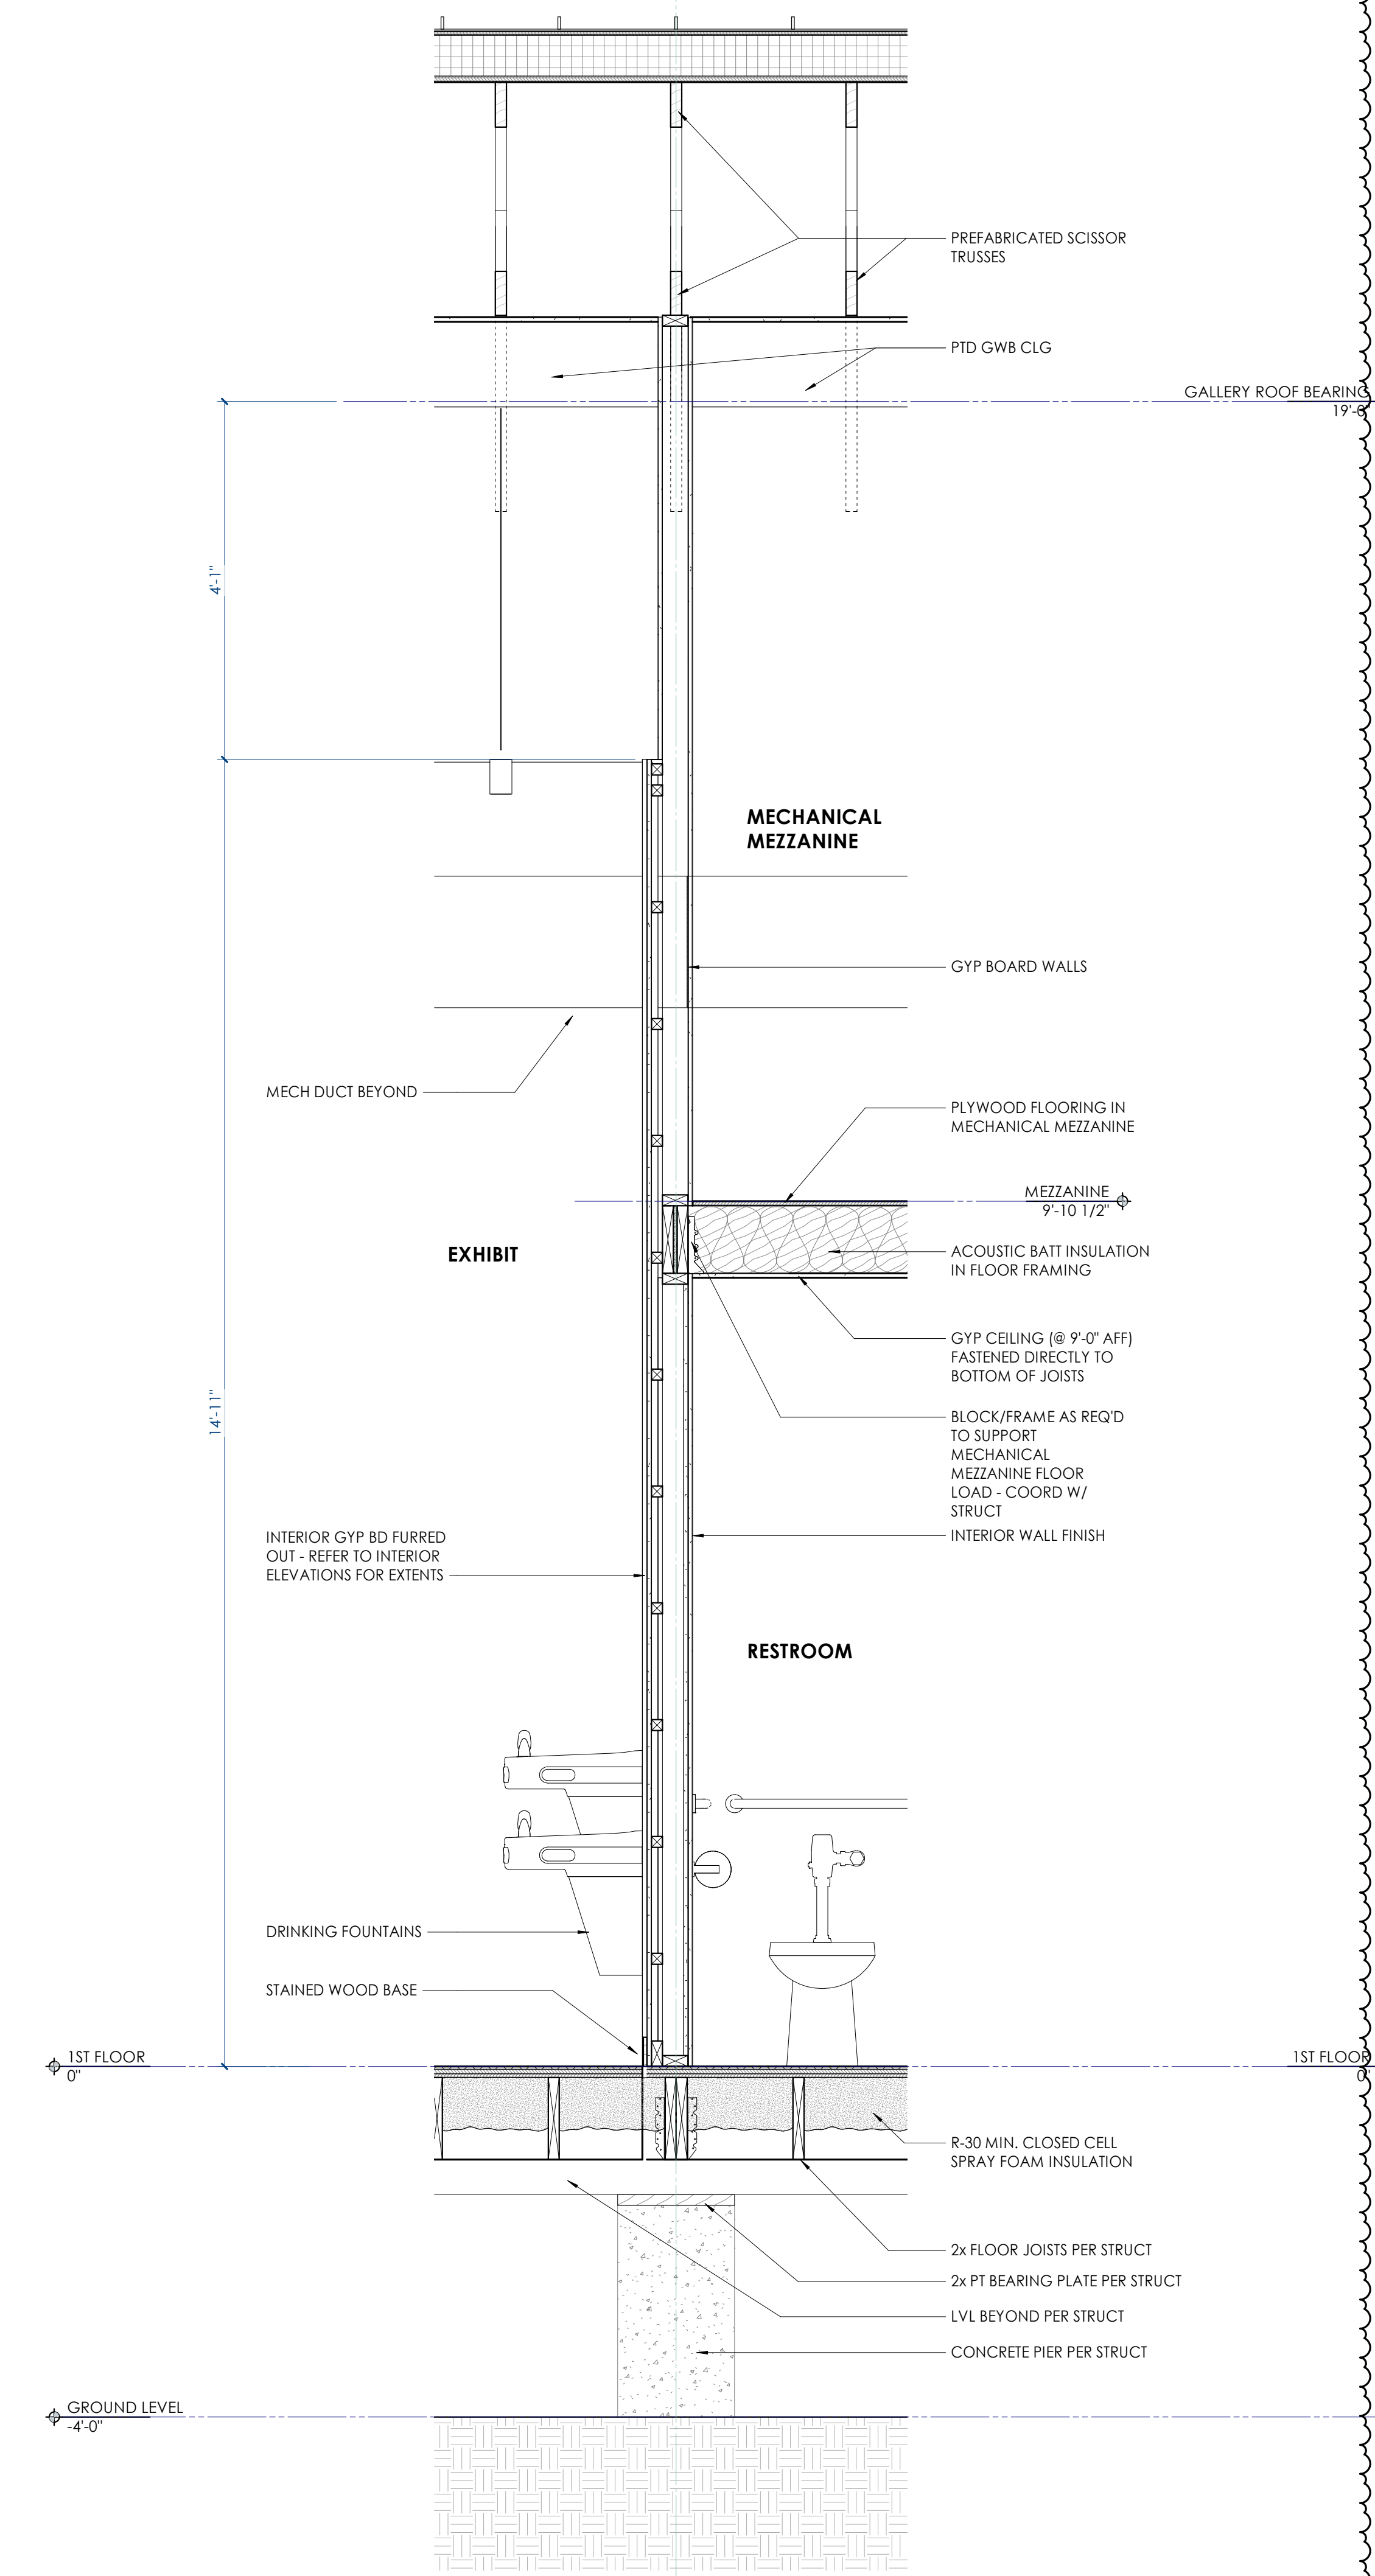 PREFABRICATED SCISSOR
TRUSSES
PTD GWB CLG
GALLERY ROOF BEARING
19'-0"
4'-1"
MECHANICAL
MEZZANINE
GYP BOARD WALLS
MECH DUCT BEYOND
PLYWOOD FLOORING IN
MECHANICAL MEZZANINE
MEZZANINE
9'-10 1/2"
EXHIBIT
ACOUSTIC BATT INSULATION
IN FLOOR FRAMING
GYP CEILING (@ 9'-0" AFF)
FASTENED DIRECTLY TO
BOTTOM OF JOISTS
14'-11"
BLOCK/FRAME AS REQ'D
TO SUPPORT
MECHANICAL
MEZZANINE FLOOR
LOAD - COORD W/
STRUCT
INTERIOR WALL FINISH
INTERIOR GYP BD FURRED
OUT - REFER TO INTERIOR
ELEVATIONS FOR EXTENTS
RESTROOM
DRINKING FOUNTAINS
STAINED WOOD BASE
1ST FLOOR
0"
1ST FLOOR
0"
R-30 MIN. CLOSED CELL
SPRAY FOAM INSULATION
2x FLOOR JOISTS PER STRUCT
2x PT BEARING PLATE PER STRUCT
LVL BEYOND PER STRUCT
CONCRETE PIER PER STRUCT
GROUND LEVEL
-4'-0"